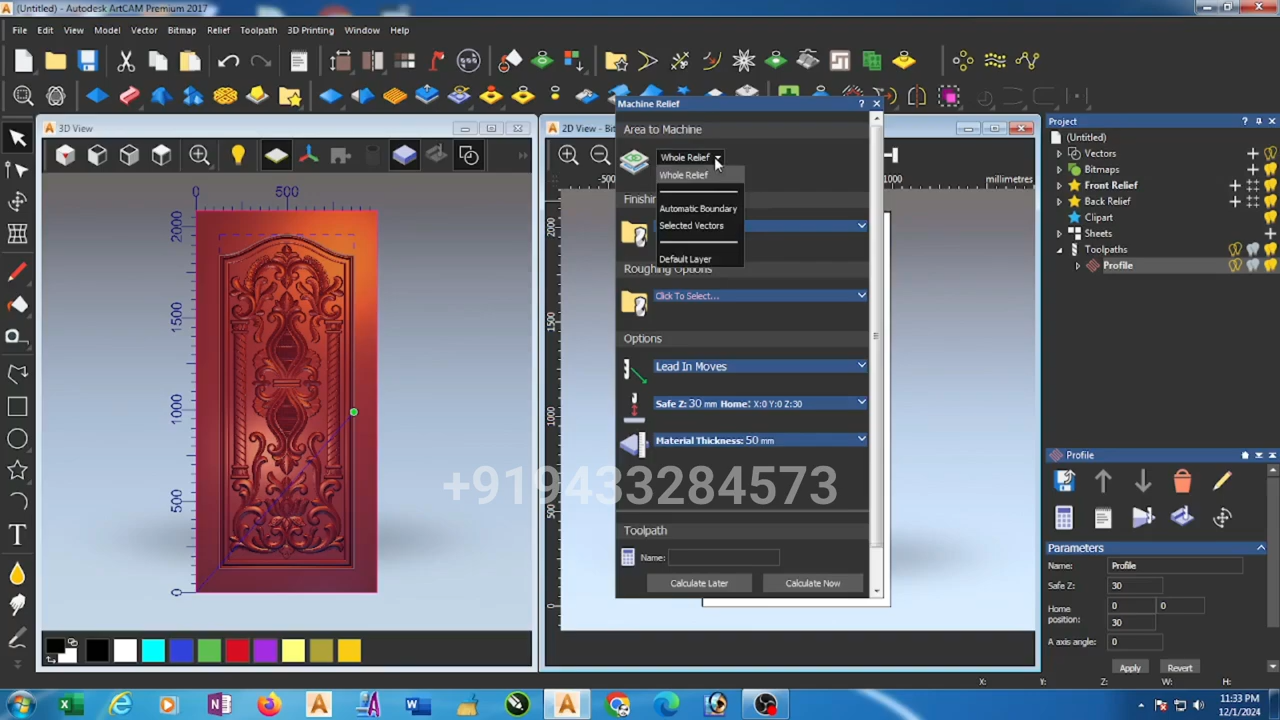 (Untitled) - Autodesk ArtCAM Premium 2017
File Edit View Model Vector Bitmap Relief Toolpath 3D Printing Window Help
Machine Relief
3D View
2D View - Bit
Project
Area to Machine
(Untitled)
Vectors
Bitmaps
Front Relief
Back Relief
Clipart
Sheets
Toolpaths
Profile
Whole Relief
Whole Relief
Automatic Boundary
Selected Vectors
Default Layer
-500
1000
millimetres
0 500
2000
1500
1000
500
0
2000
1500
1000
500
0
Finishing
Roughing Options
Click To Select...
Options
Lead In Moves
Safe Z: 30 mm Home: X:0 Y:0 Z:30
Material Thickness: 50 mm
+919433284573
Toolpath
Name:
Calculate Later Calculate Now
Profile
Parameters
Name: Profile
Safe Z: 30
Home position: 0 0
30
A axis angle: 0
Apply Revert
X: Y: Z: W: H:
11:33 PM
12/1/2024